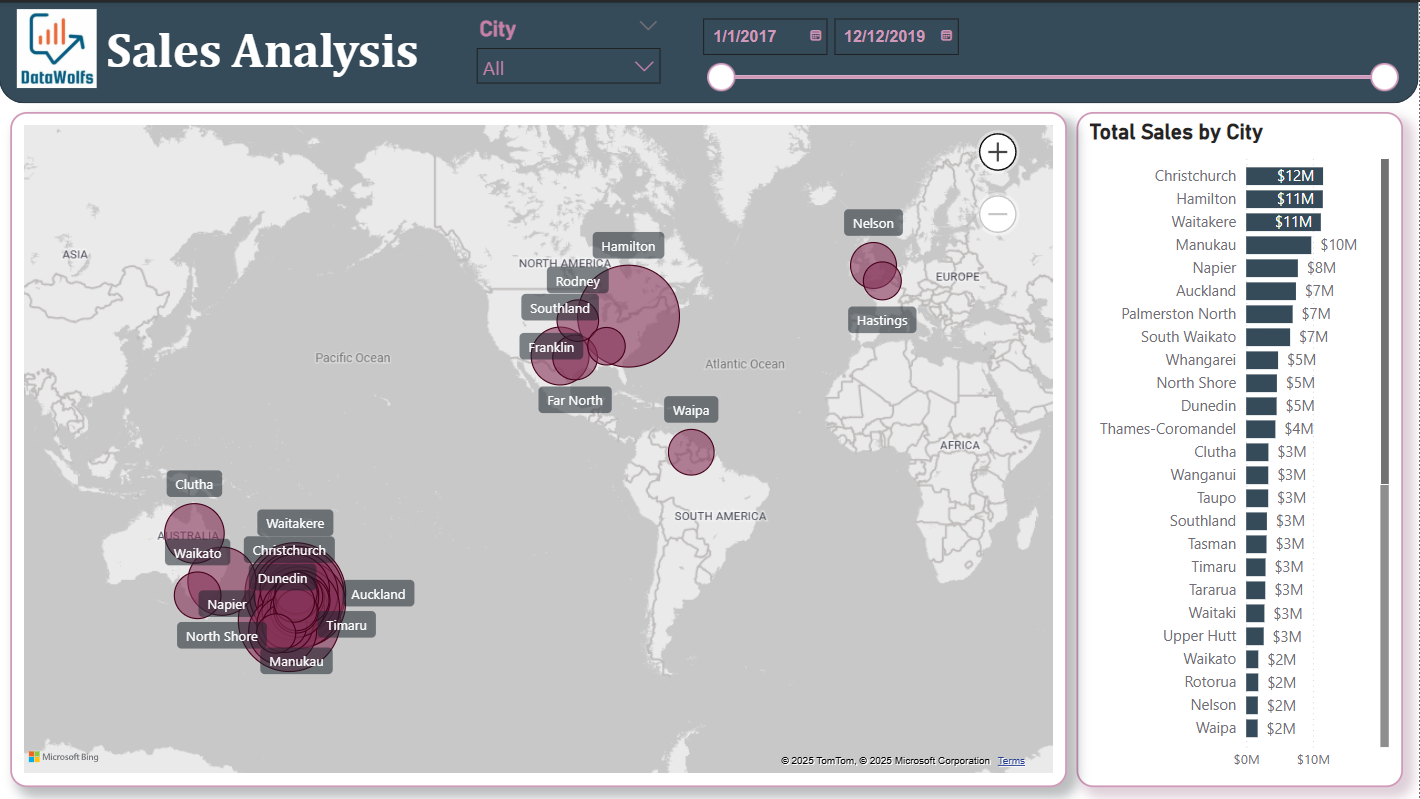 DataWolfs
Sales Analysis
City
All
1/1/2017
12/12/2019
ASIA
Pacific Ocean
NORTH AMERICA
Hamilton
Rodney
Southland
Franklin
Far North
Atlantic Ocean
Nelson
Hastings
EUROPE
Waipa
AFRICA
SOUTH AMERICA
Clutha
AUSTRALIA
Waikato
Waitakere
Christchurch
Dunedin
Napier
Auckland
North Shore
Timaru
Manukau
Microsoft Bing
© 2025 TomTom, © 2025 Microsoft Corporation Terms
Total Sales by City
Christchurch $12M
Hamilton $11M
Waitakere $11M
Manukau $10M
Napier $8M
Auckland $7M
Palmerston North $7M
South Waikato $7M
Whangarei $5M
North Shore $5M
Dunedin $5M
Thames-Coromandel $4M
Clutha $3M
Wanganui $3M
Taupo $3M
Southland $3M
Tasman $3M
Timaru $3M
Tararua $3M
Waitaki $3M
Upper Hutt $3M
Waikato $2M
Rotorua $2M
Nelson $2M
Waipa $2M
$0M $10M